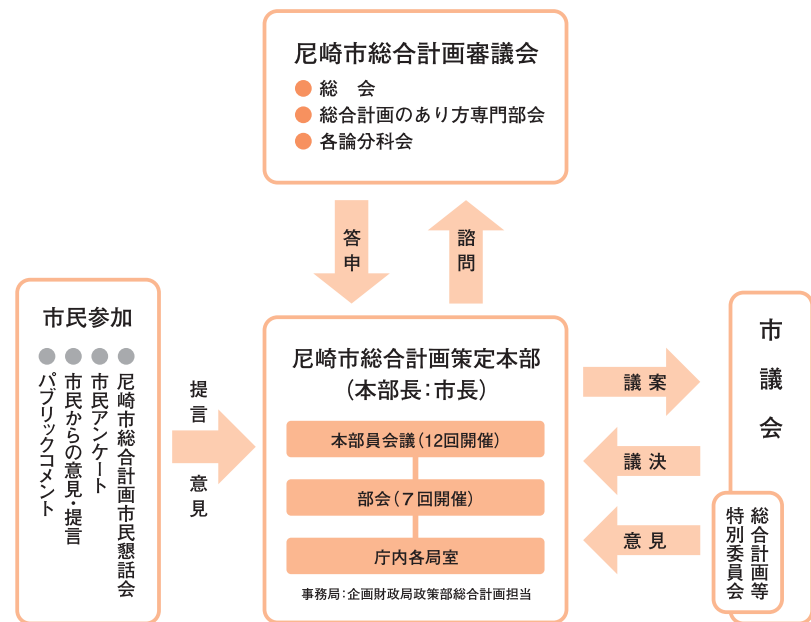 尼崎市総合計画審議会
総　会
総合計画のあり方専門部会
各論分科会
答申
諮問
市民参加
尼崎市総合計画市民懇話会
市民アンケート
市民からの意見・提言
パブリックコメント
提言
意見
尼崎市総合計画策定本部
(本部長:市長)
本部員会議(12回開催)
部会(7回開催)
庁内各局室
事務局:企画財政局政策部総合計画担当
議案
議決
意見
市議会
総合計画等
特別委員会